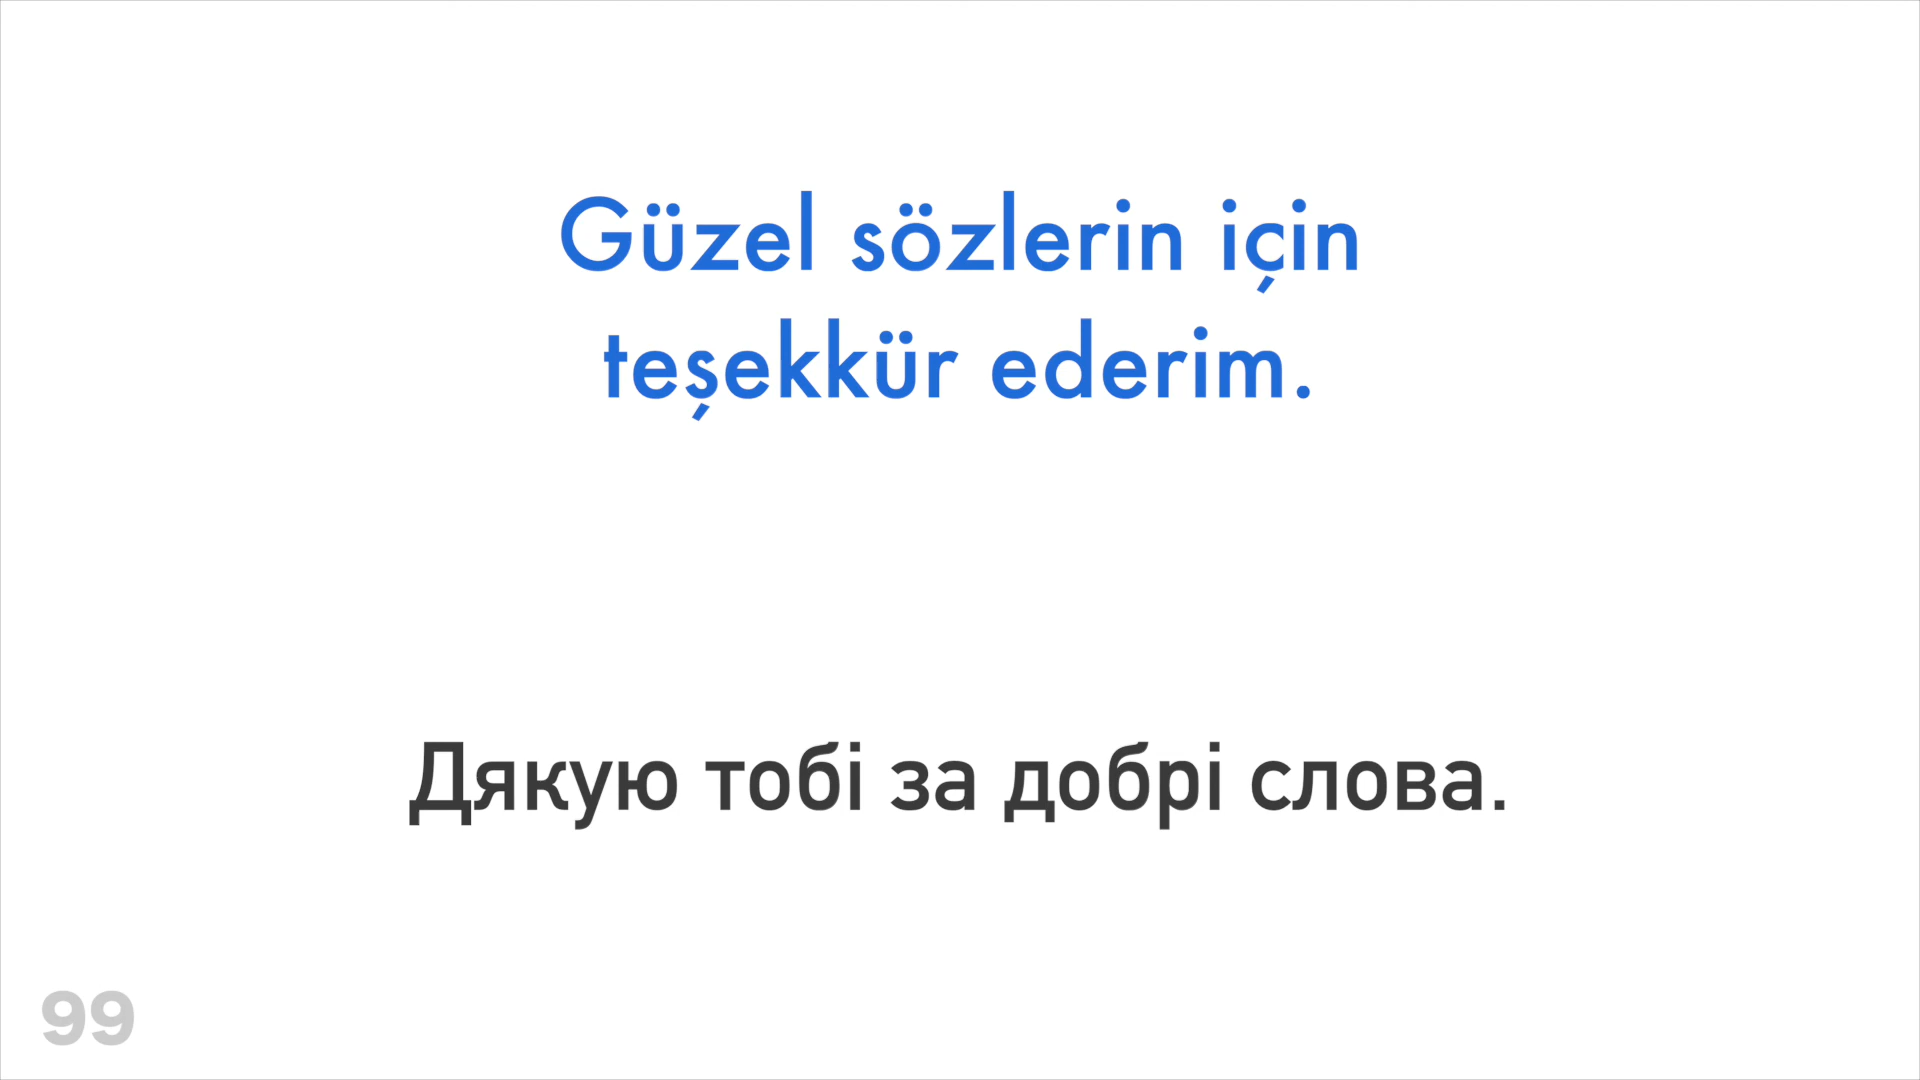 Güzel sözlerin için
teşekkür ederim.
Дякую тобі за добрі слова.
99